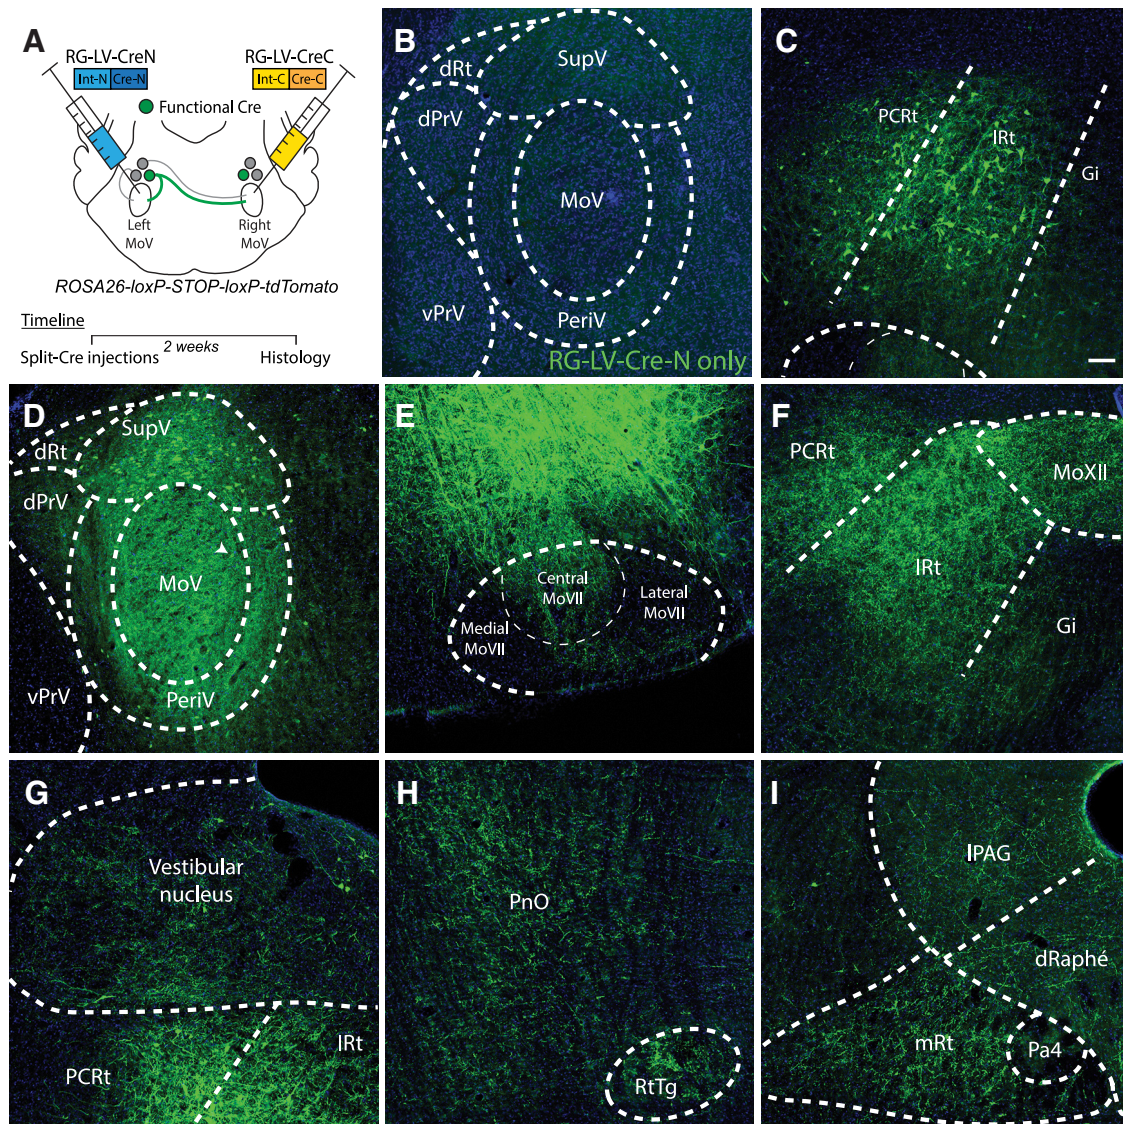 A
RG-LV-CreN
RG-LV-CreC
Int-N Cre-N
Int-C Cre-C
Functional Cre
Left
MoV
Right
MoV
ROSA26-loxP-STOP-loxP-tdTomato
Timeline
Split-Cre injections
2 weeks
Histology
B
dRt
SupV
dPrV
MoV
vPrV
PeriV
RG-LV-Cre-N only
C
PCRt
IRt
Gi
D
SupV
dRt
dPrV
MoV
vPrV
PeriV
E
Central
MoVII
Lateral
MoVII
Medial
MoVII
F
PCRt
MoXII
IRt
Gi
G
Vestibular
nucleus
IRt
PCRt
H
PnO
RtTg
I
lPAG
dRaphé
mRt
Pa4